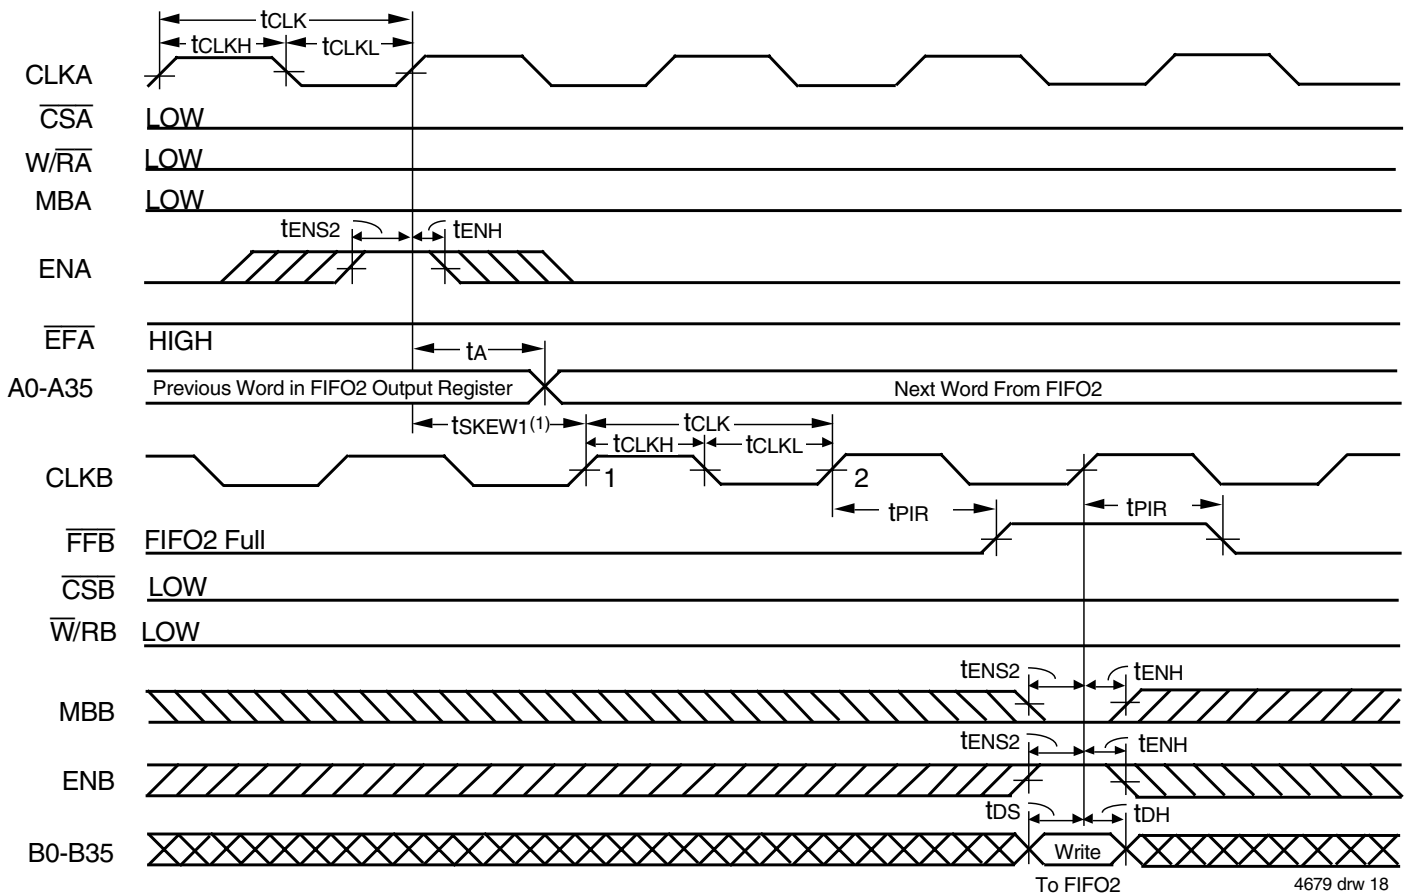 tCLK
tCLKH tCLKL
CLKA
CSA LOW
W/RA LOW
MBA LOW
tENS2 tENH
ENA
EFA HIGH
tA
A0-A35 Previous Word in FIFO2 Output Register Next Word From FIFO2
tSKEW1(1) tCLK
tCLKH tCLKL
CLKB 1 2
tPIR tPIR
FFB FIFO2 Full
CSB LOW
W/RB LOW
tENS2 tENH
MBB
tENS2 tENH
ENB
tDS tDH
B0-B35 Write
To FIFO2 4679 drw 18